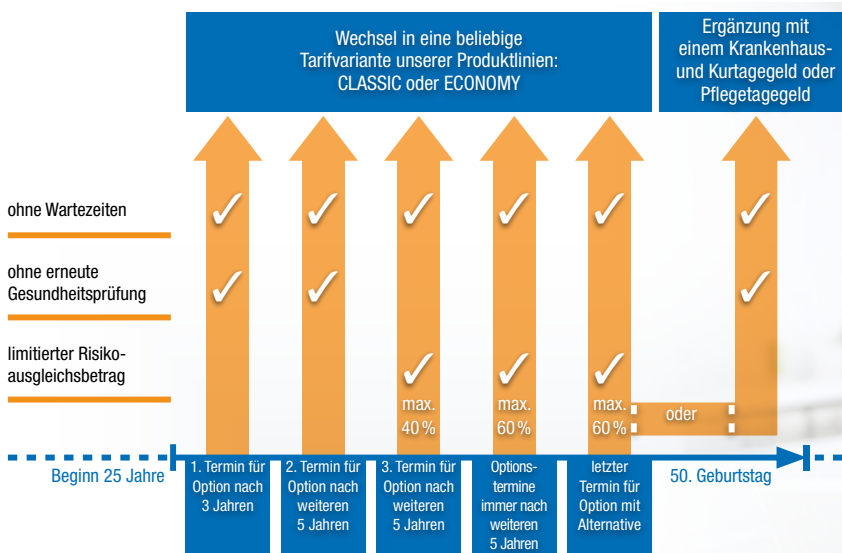 Wechsel in eine beliebige
Tarifvariante unserer Produktlinien:
CLASSIC oder ECONOMY
Ergänzung mit
einem Krankenhaus-
und Kurtagegeld oder
Pflegetagegeld
ohne Wartezeiten
ohne erneute
Gesundheitsprüfung
limitierter Risiko-
ausgleichsbetrag
max.
40 %
max.
60 %
max.
60 %
oder
Beginn 25 Jahre
1. Termin für
Option nach
3 Jahren
2. Termin für
Option nach
weiteren
5 Jahren
3. Termin für
Option nach
weiteren
5 Jahren
Options-
termine
immer nach
weiteren
5 Jahren
letzter
Termin für
Option mit
Alternative
50. Geburtstag